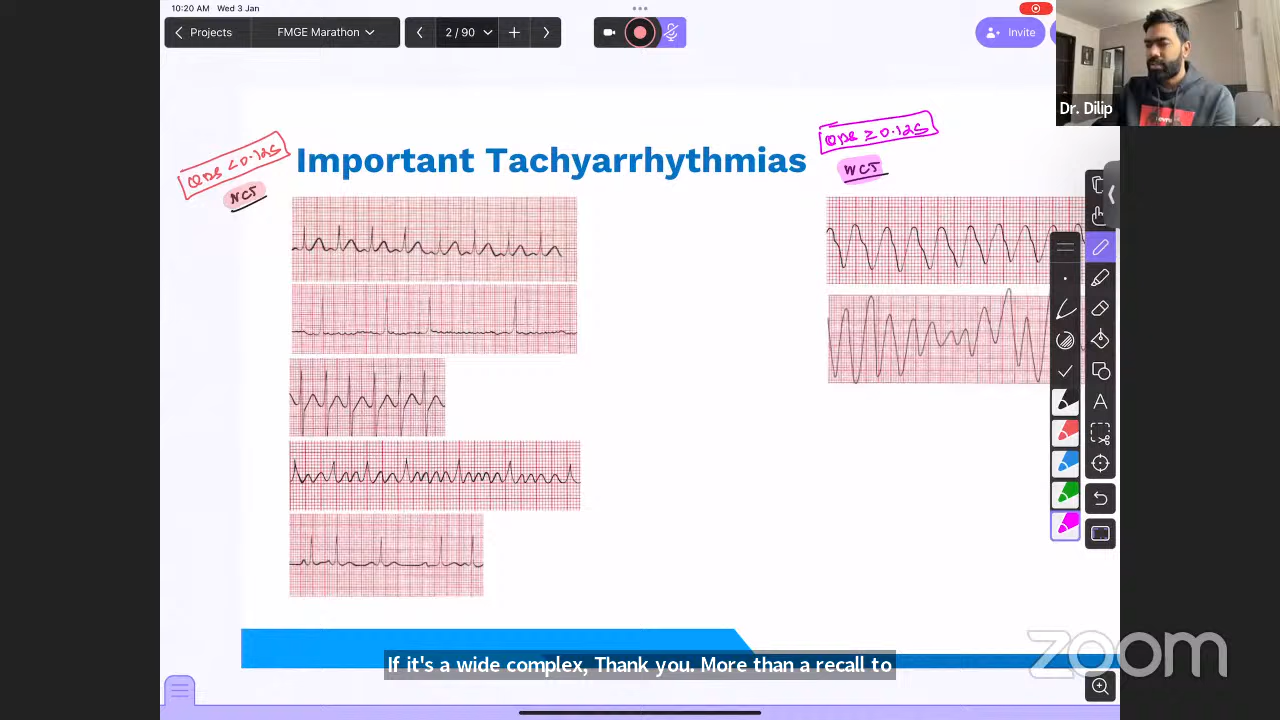 10:20 AM Wed 3 Jan
Projects
FMGE Marathon
2 / 90
Invite
Dr. Dilip
QRS < 0.12S
NCT
Important Tachyarrhythmias
QRS ≥ 0.12S
WCT
A
If it's a wide complex, Thank you. More than a recall to
zoom